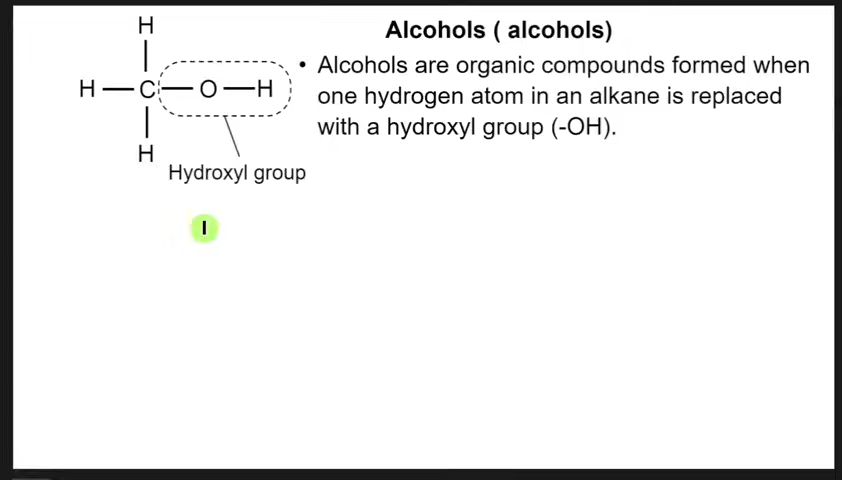 Alcohols ( alcohols)
H
H C O H
H
Hydroxyl group
• Alcohols are organic compounds formed when
one hydrogen atom in an alkane is replaced
with a hydroxyl group (-OH).